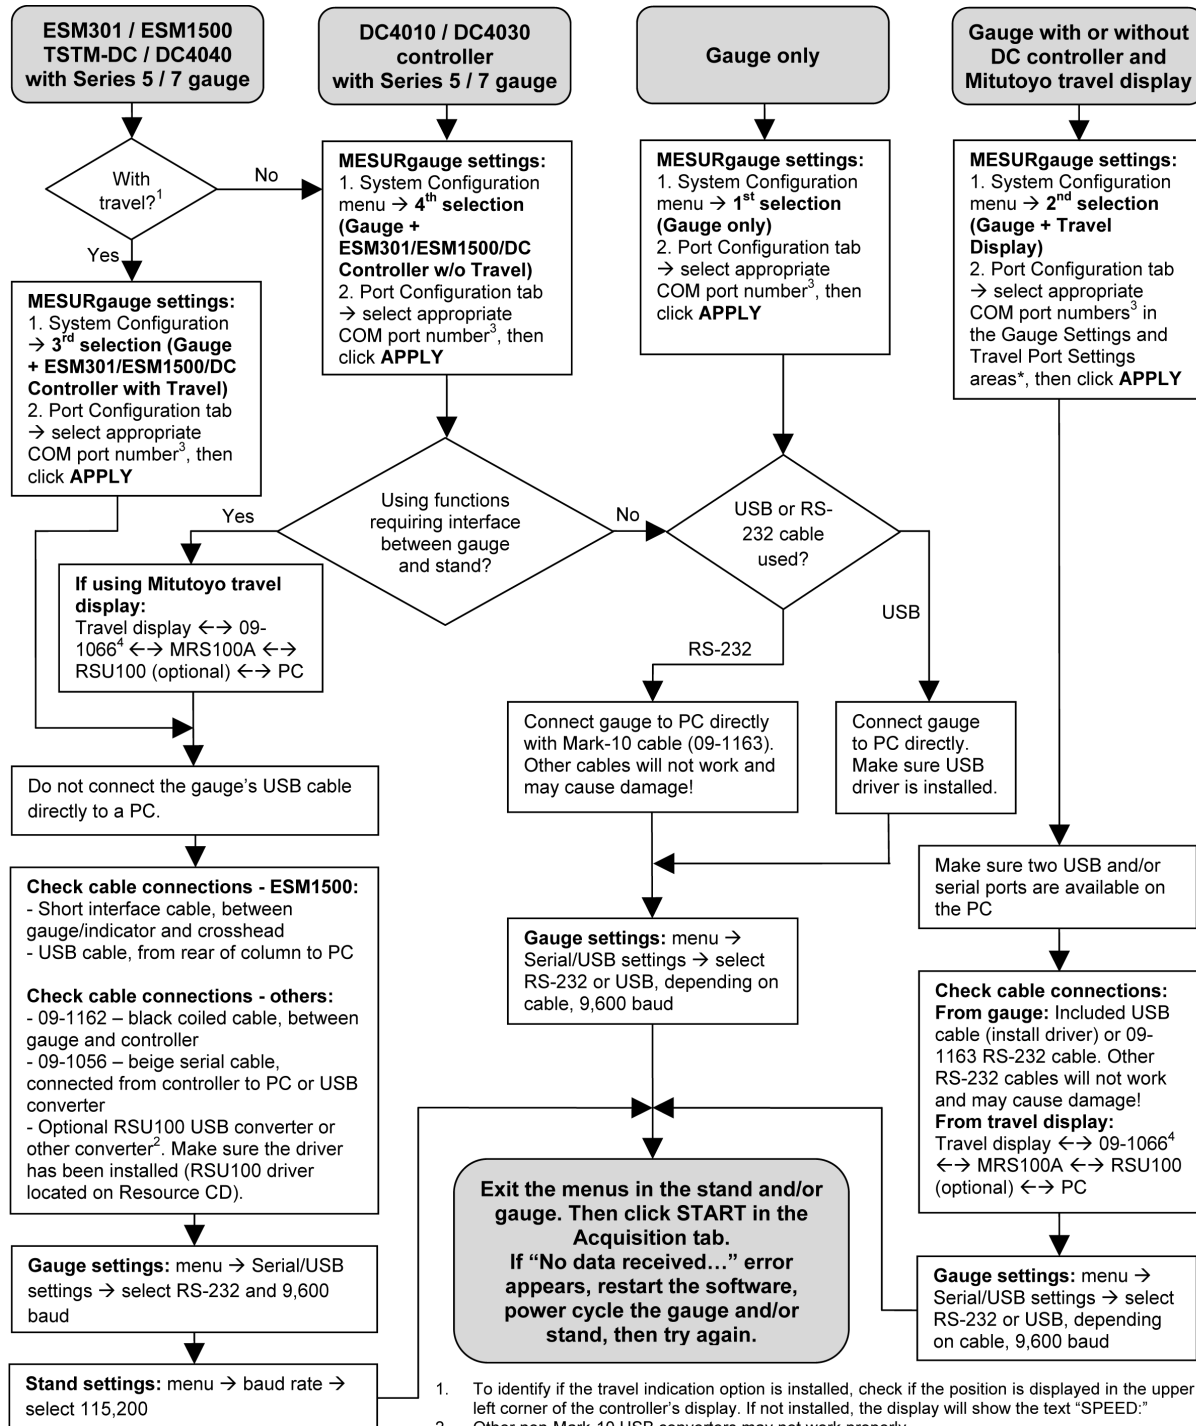 ESM301 / ESM1500
TSTM-DC / DC4040
with Series 5 / 7 gauge
DC4010 / DC4030
controller
with Series 5 / 7 gauge
Gauge only
Gauge with or without
DC controller and
Mitutoyo travel display
With
travel?1
No
Yes
MESURgauge settings:
1. System Configuration
→ 3rd selection (Gauge
+ ESM301/ESM1500/DC
Controller with Travel)
2. Port Configuration tab
→ select appropriate
COM port number3, then
click APPLY
MESURgauge settings:
1. System Configuration
menu → 4th selection
(Gauge +
ESM301/ESM1500/DC
Controller w/o Travel)
2. Port Configuration tab
→ select appropriate
COM port number3, then
click APPLY
MESURgauge settings:
1. System Configuration
menu → 1st selection
(Gauge only)
2. Port Configuration tab
→ select appropriate
COM port number3, then
click APPLY
MESURgauge settings:
1. System Configuration
menu → 2nd selection
(Gauge + Travel
Display)
2. Port Configuration tab
→ select appropriate
COM port numbers3 in
the Gauge Settings and
Travel Port Settings
areas*, then click APPLY
Using functions
requiring interface
between gauge
and stand?
Yes
No
USB or RS-
232 cable
used?
RS-232
USB
If using Mitutoyo travel
display:
Travel display ←→ 09-
10664 ←→ MRS100A ←→
RSU100 (optional) ←→ PC
Connect gauge to PC directly
with Mark-10 cable (09-1163).
Other cables will not work and
may cause damage!
Connect gauge
to PC directly.
Make sure USB
driver is installed.
Do not connect the gauge's USB cable
directly to a PC.
Make sure two USB and/or
serial ports are available on
the PC
Check cable connections - ESM1500:
- Short interface cable, between
gauge/indicator and crosshead
- USB cable, from rear of column to PC
Check cable connections - others:
- 09-1162 – black coiled cable, between
gauge and controller
- 09-1056 – beige serial cable,
connected from controller to PC or USB
converter
- Optional RSU100 USB converter or
other converter2. Make sure the driver
has been installed (RSU100 driver
located on Resource CD).
Gauge settings: menu →
Serial/USB settings → select
RS-232 or USB, depending on
cable, 9,600 baud
Check cable connections:
From gauge: Included USB
cable (install driver) or 09-
1163 RS-232 cable. Other
RS-232 cables will not work
and may cause damage!
From travel display:
Travel display ←→ 09-10664
←→ MRS100A ←→ RSU100
(optional) ←→ PC
Exit the menus in the stand and/or
gauge. Then click START in the
Acquisition tab.
If “No data received…” error
appears, restart the software,
power cycle the gauge and/or
stand, then try again.
Gauge settings: menu → Serial/USB
settings → select RS-232 and 9,600
baud
Gauge settings: menu →
Serial/USB settings → select
RS-232 or USB, depending
on cable, 9,600 baud
Stand settings: menu → baud rate →
select 115,200
1. To identify if the travel indication option is installed, check if the position is displayed in the upper
left corner of the controller's display. If not installed, the display will show the text “SPEED:”
2. Other non-Mark-10 USB converters may not work properly